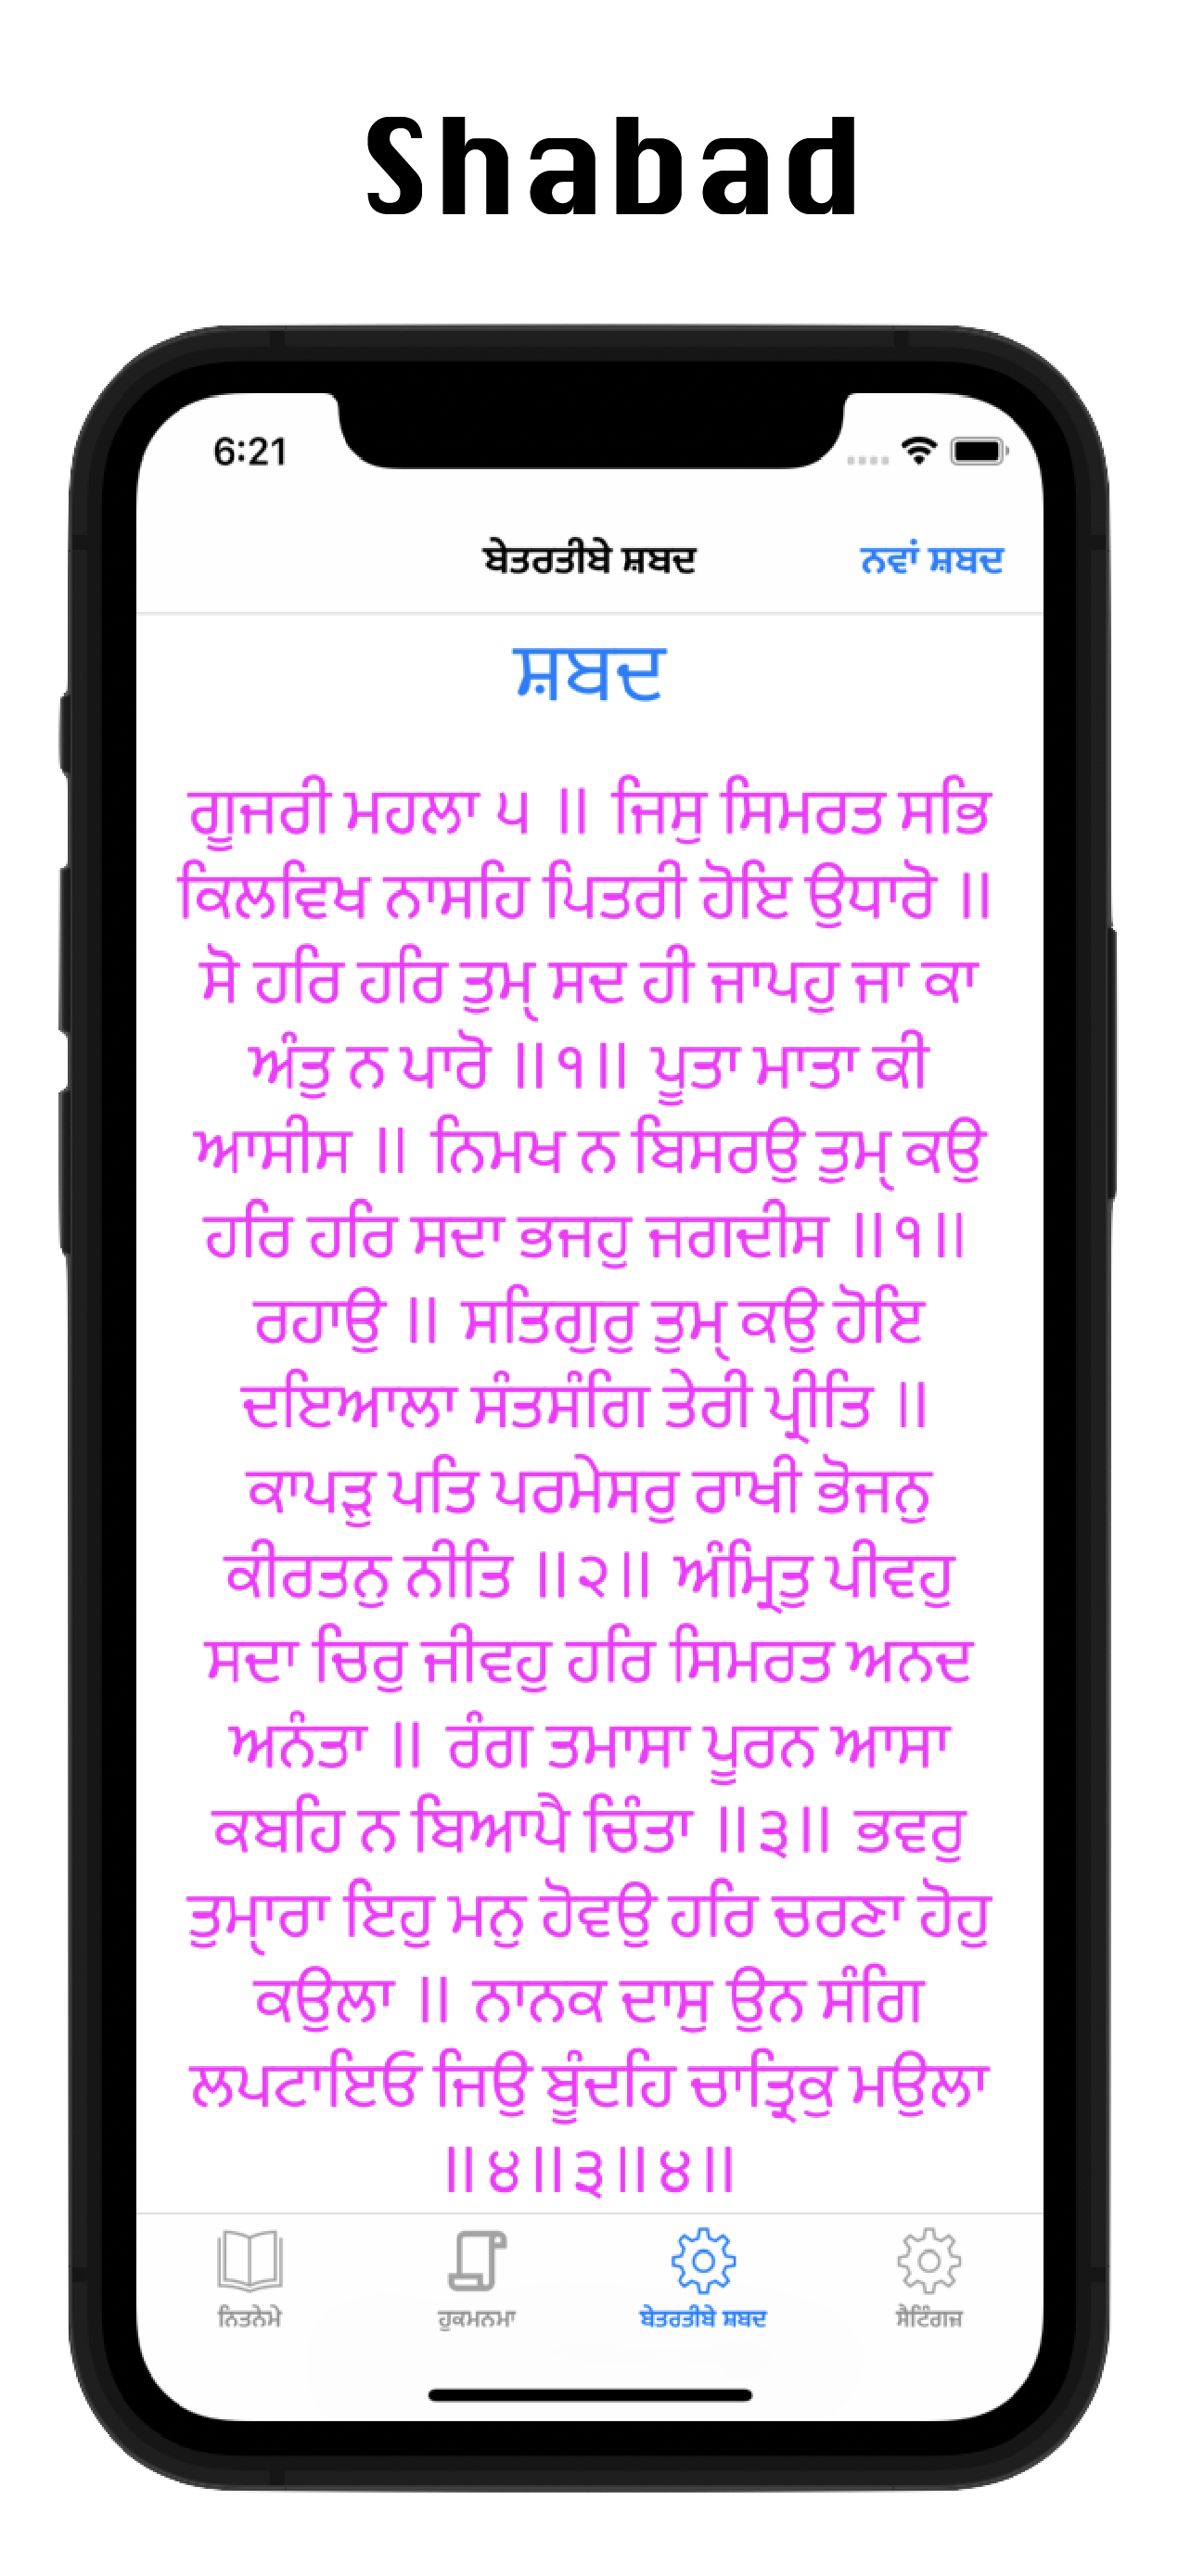 Shabad
6:21
ਬੇਤਰਤੀਬੇ ਸ਼ਬਦ ਨਵਾਂ ਸ਼ਬਦ
ਸ਼ਬਦ
ਗੂਜਰੀ ਮਹਲਾ ੫ ॥ ਜਿਸੁ ਸਿਮਰਤ ਸਭਿ
ਕਿਲਵਿਖ ਨਾਸਹਿ ਪਿਤਰੀ ਹੋਇ ਉਧਾਰੋ ॥
ਸੋ ਹਰਿ ਹਰਿ ਤੁਮੑ ਸਦ ਹੀ ਜਾਪਹੁ ਜਾ ਕਾ
ਅੰਤੁ ਨ ਪਾਰੋ ॥੧॥ ਪੂਤਾ ਮਾਤਾ ਕੀ
ਆਸੀਸ ॥ ਨਿਮਖ ਨ ਬਿਸਰਉ ਤੁਮੑ ਕਉ
ਹਰਿ ਹਰਿ ਸਦਾ ਭਜਹੁ ਜਗਦੀਸ ॥੧॥
ਰਹਾਉ ॥ ਸਤਿਗੁਰੁ ਤੁਮੑ ਕਉ ਹੋਇ
ਦਇਆਲਾ ਸੰਤਸੰਗਿ ਤੇਰੀ ਪ੍ਰੀਤਿ ॥
ਕਾਪੜੁ ਪਤਿ ਪਰਮੇਸਰੁ ਰਾਖੀ ਭੋਜਨੁ
ਕੀਰਤਨੁ ਨੀਤਿ ॥੨॥ ਅੰਮ੍ਰਿਤੁ ਪੀਵਹੁ
ਸਦਾ ਚਿਰੁ ਜੀਵਹੁ ਹਰਿ ਸਿਮਰਤ ਅਨਦ
ਅਨੰਤਾ ॥ ਰੰਗ ਤਮਾਸਾ ਪੂਰਨ ਆਸਾ
ਕਬਹਿ ਨ ਬਿਆਪੈ ਚਿੰਤਾ ॥੩॥ ਭਵਰੁ
ਤੁਮੑਾਰਾ ਇਹੁ ਮਨੁ ਹੋਵਉ ਹਰਿ ਚਰਣਾ ਹੋਹੁ
ਕਉਲਾ ॥ ਨਾਨਕ ਦਾਸੁ ਉਨ ਸੰਗਿ
ਲਪਟਾਇਓ ਜਿਉ ਬੂੰਦਹਿ ਚਾਤ੍ਰਿਕੁ ਮਉਲਾ
॥੪॥੩॥੪॥
ਨਿਤਨੇਮੇ ਹੁਕਮਨਮਾ ਬੇਤਰਤੀਬੇ ਸ਼ਬਦ ਸੈਟਿੰਗਜ਼